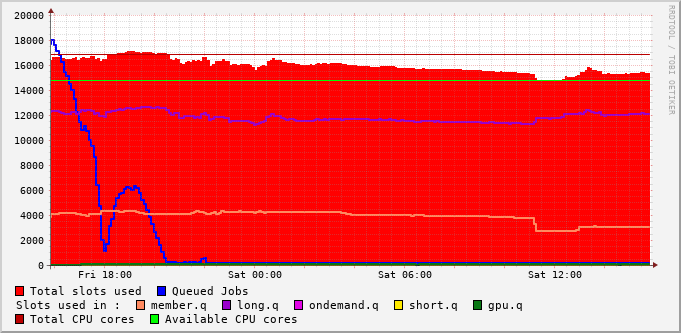 20000
18000
16000
14000
12000
10000
8000
6000
4000
2000
0
Fri 18:00 Sat 00:00 Sat 06:00 Sat 12:00
Total slots used Queued Jobs
Slots used in : member.q long.q ondemand.q short.q gpu.q
Total CPU cores Available CPU cores
RRDTOOL / TOBI OETIKER